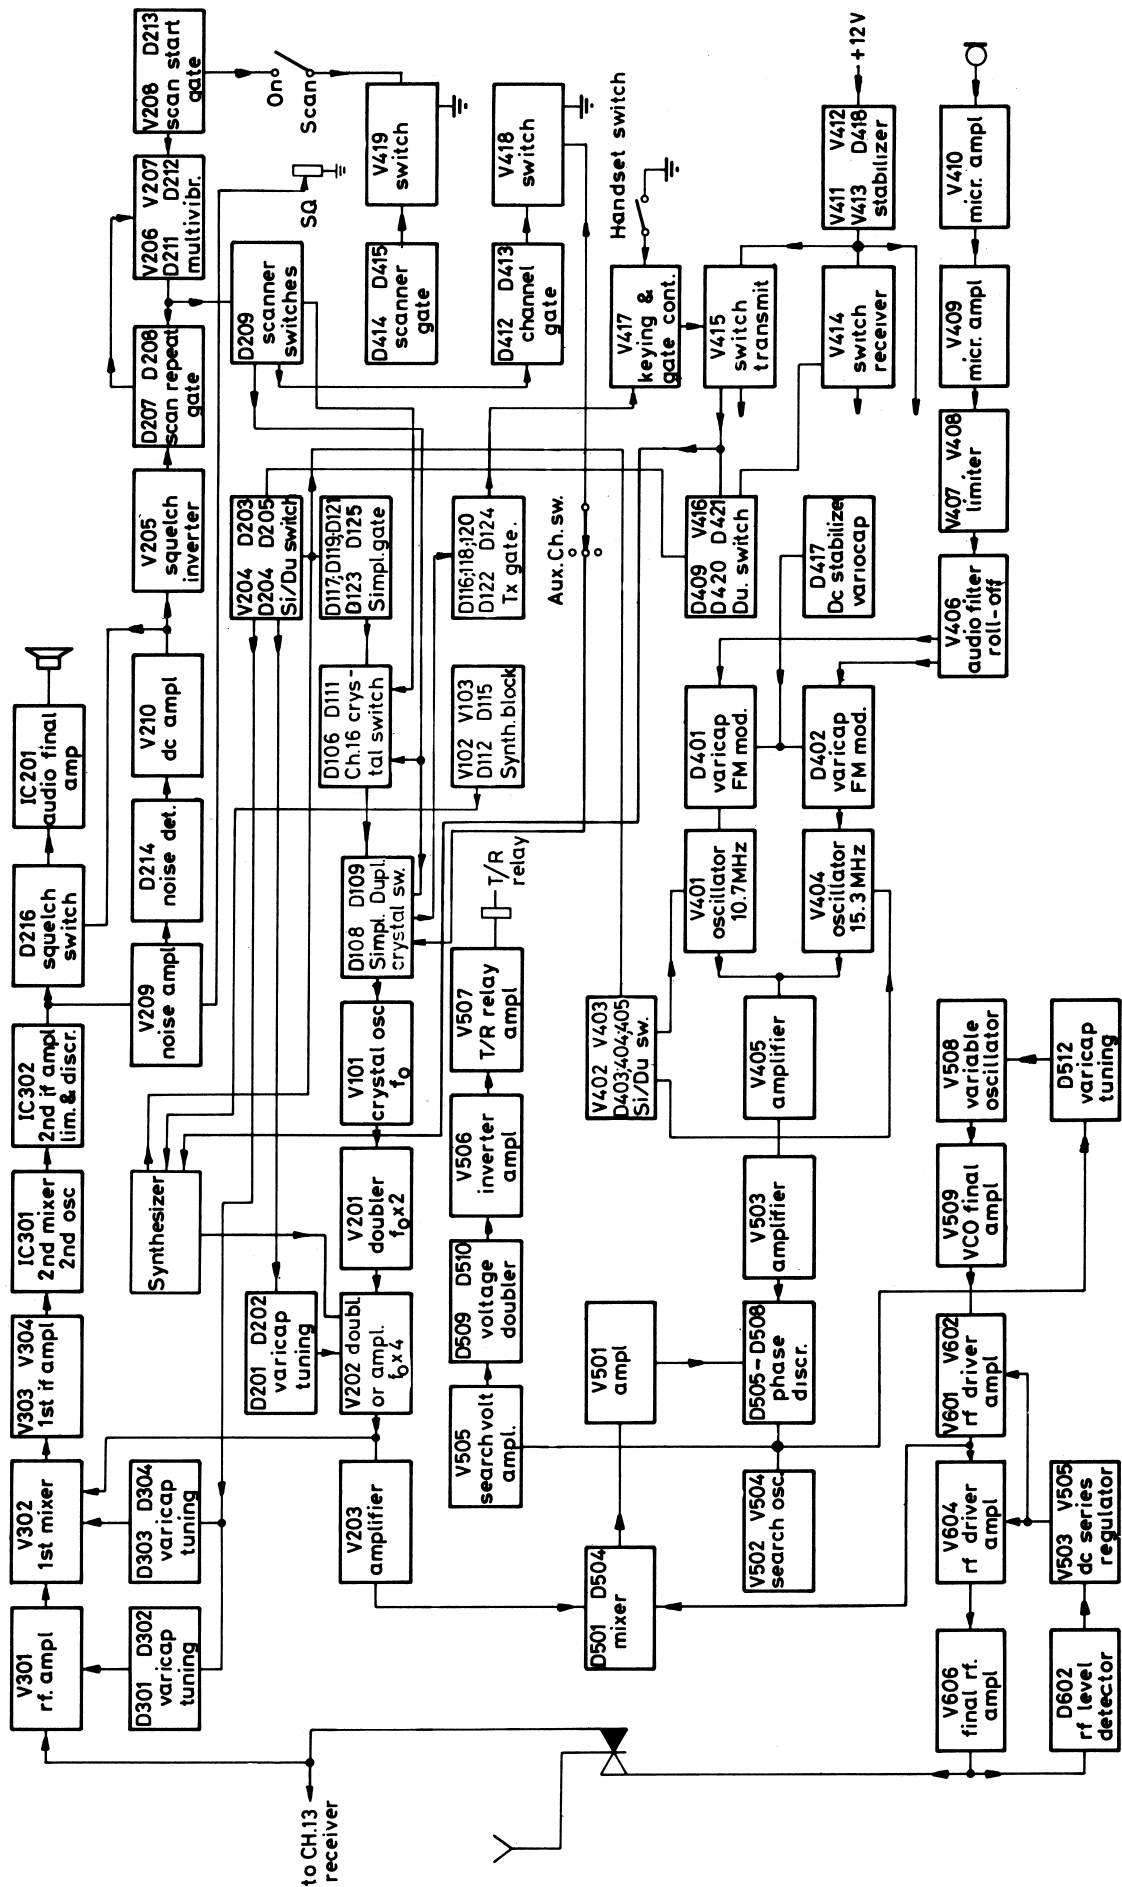 V301
rf. ampl
V302
1st mixer
V303 V304
1st if ampl
IC301
2nd mixer
2nd osc
IC302
2nd if ampl
lim.& discr.
D216
squelch
switch
IC201
audio final
amp
D301 D302
varicap
tuning
D303 D304
varicap
tuning
Synthesizer
V209
noise ampl
D214
noise det.
V210
dc ampl
V205
squelch
inverter
D207 D208
scan repeat
gate
V206 V207
D211 D212
multivibr.
V208 D213
scan start
gate
On
Scan
SQ
D209
scanner
switches
V204 D203
D204 D205
Si/Du switch
D201 D202
varicap
tuning
D117;D119;D121
D123 D125
Simpl.gate
D106 D111
Ch.16 crys-
tal switch
D108 D109
Simpl. Dupl.
crystal sw.
V101
crystal osc
fo
V201
doubler
fox2
V202 doubl.
or ampl.
fox4
V203
amplifier
D414 D415
scanner
gate
V419
switch
D412 D413
channel
gate
V418
switch
D116;118;120
D122 D124
Tx gate.
V102 V103
D112 D115
Synth.block
T/R
relay
V507
T/R relay
ampl
V506
inverter
ampl
D509 D510
voltage
doubler
V505
search volt
ampl.
Aux.Ch.sw.
Handset switch
V417
keying &
gate cont.
V415
switch
transmit
V411 V412
V413 D418
stabilizer
+12V
V414
switch
receiver
D409 V416
D420 D421
Du. switch
D417
Dc stabilizer
variocap
V410
micr. ampl
V409
micr. ampl
V407 V408
limiter
V406
audio filter
roll-off
D401
varicap
FM mod.
D402
varicap
FM mod.
V401
oscillator
10.7MHz
V404
oscillator
15.3MHz
V402 V403
D403;404;405
Si/Du sw.
V405
amplifier
V503
amplifier
D505-D508
phase
discr.
V502 V504
search osc.
V501
ampl
D501 D504
mixer
V508
variable
oscillator
D512
varicap
tuning
V509
VCO final
ampl
V601 V602
rf driver
ampl
V604
rf driver
ampl
V503 V505
dc series
regulator
V606
final rf.
ampl
D602
rf level
detector
to CH.13
receiver